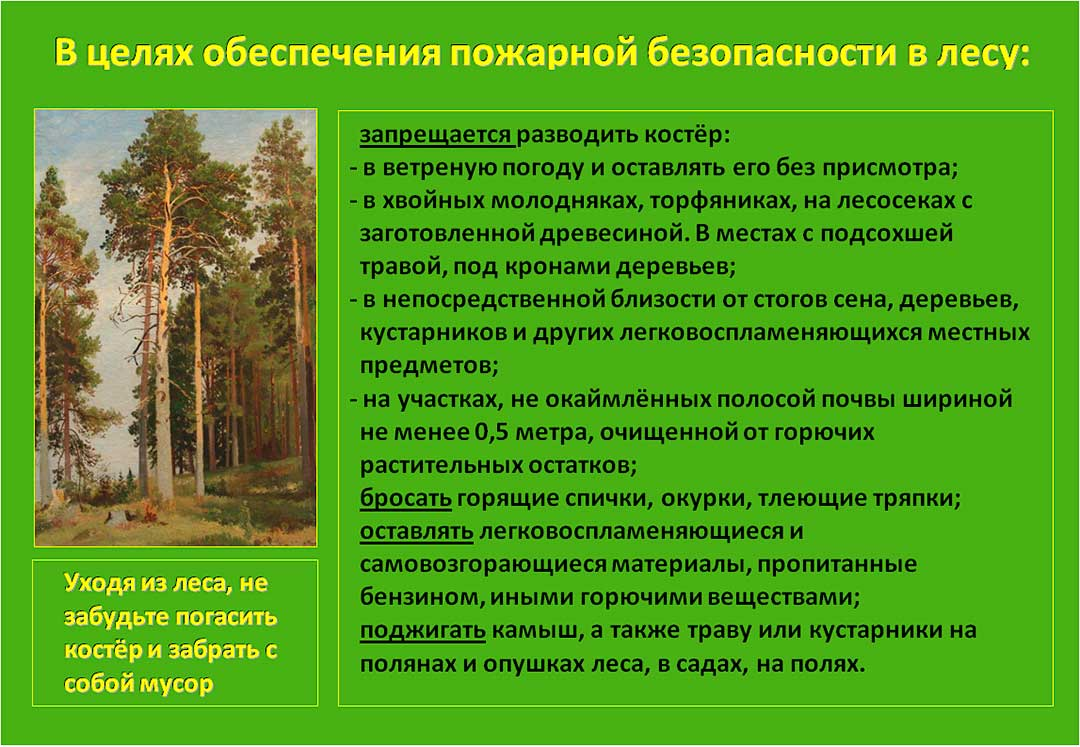 В целях обеспечения пожарной безопасности в лесу:
запрещается разводить костёр:
- в ветреную погоду и оставлять его без присмотра;
- в хвойных молодняках, торфяниках, на лесосеках с
заготовленной древесиной. В местах с подсохшей
травой, под кронами деревьев;
- в непосредственной близости от стогов сена, деревьев,
кустарников и других легковоспламеняющихся местных
предметов;
- на участках, не окаймлённых полосой почвы шириной
не менее 0,5 метра, очищенной от горючих
растительных остатков;
бросать горящие спички, окурки, тлеющие тряпки;
оставлять легковоспламеняющиеся и
самовозгорающиеся материалы, пропитанные
бензином, иными горючими веществами;
поджигать камыш, а также траву или кустарники на
полянах и опушках леса, в садах, на полях.
Уходя из леса, не
забудьте погасить
костёр и забрать с
собой мусор